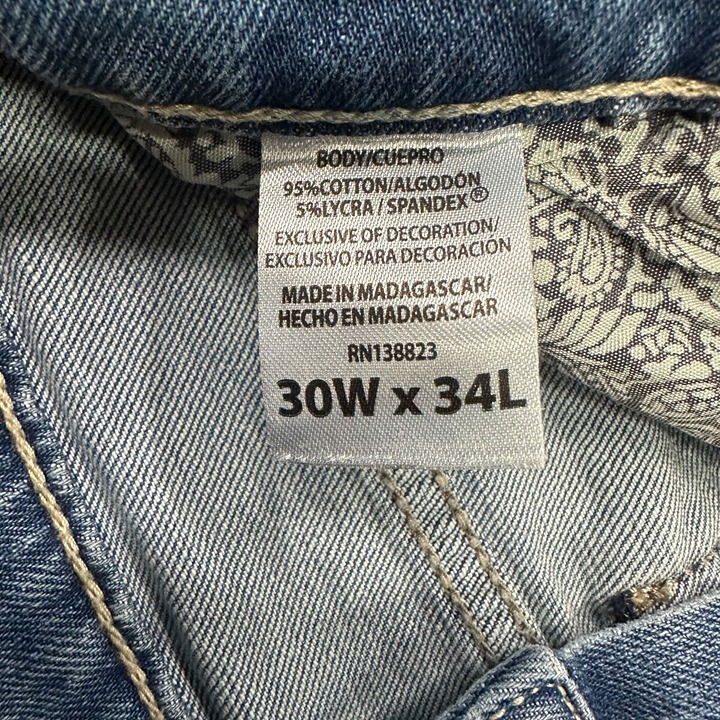 BODY/CUEPRO
95%COTTON/ALGODÓN
5%LYCRA / SPANDEX®
EXCLUSIVE OF DECORATION/
EXCLUSIVO PARA DECORACIÓN
MADE IN MADAGASCAR/
HECHO EN MADAGASCAR
RN138823
30W x 34L